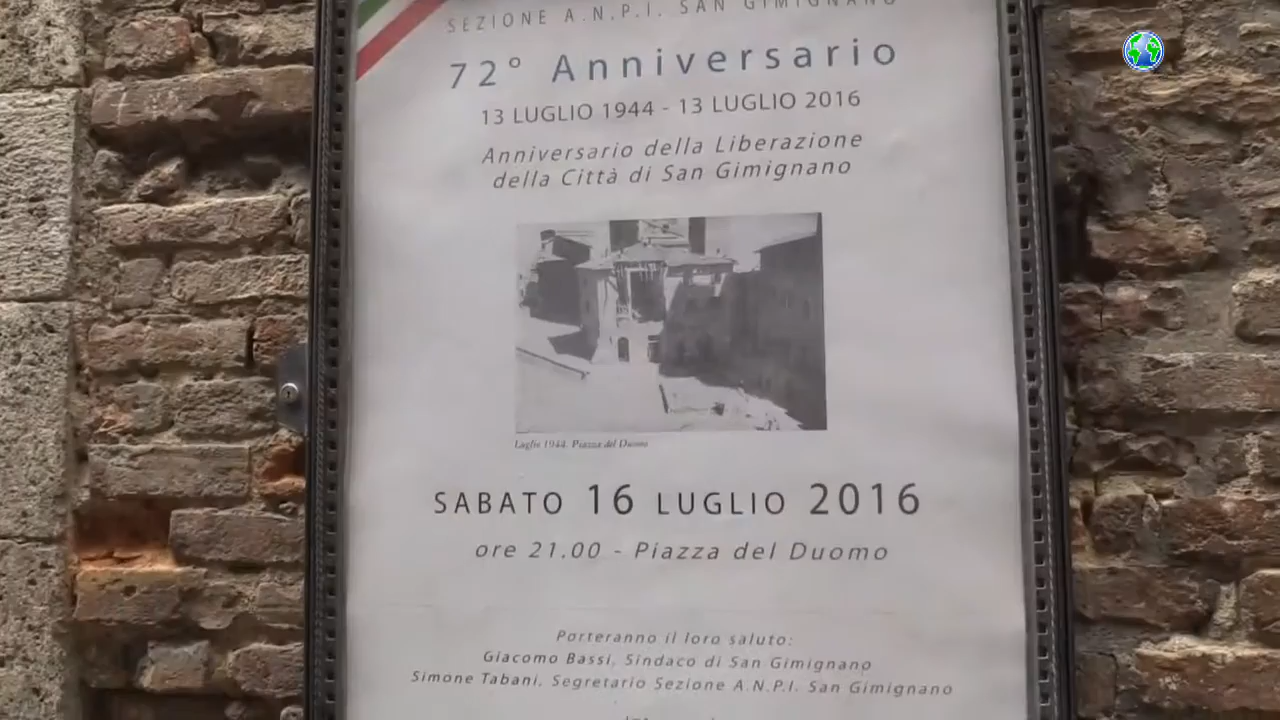 SEZIONE A.N.P.I. SAN GIMIGNANO
72° Anniversario
13 LUGLIO 1944 - 13 LUGLIO 2016
Anniversario della Liberazione
della Città di San Gimignano
Luglio 1944. Piazza del Duomo
SABATO 16 LUGLIO 2016
ore 21.00 - Piazza del Duomo
Porteranno il loro saluto:
Giacomo Bassi, Sindaco di San Gimignano
Simone Tabani, Segretario Sezione A.N.P.I. San Gimignano